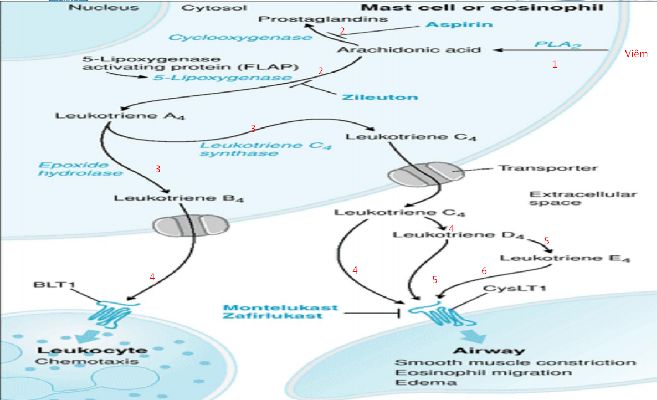 Nucleus
Cytosol
Mast cell or eosinophil
Prostaglandins
2
Aspirin
Cyclooxygenase
Arachidonic acid
PLA₂
Viêm
1
5-Lipoxygenase
activating protein (FLAP)
5-Lipoxygenase
2
Zileuton
Leukotriene A₄
3
Leukotriene C₄
synthase
Leukotriene C₄
Epoxide
hydrolase
3
Transporter
Leukotriene B₄
Extracellular
space
Leukotriene C₄
4
Leukotriene D₄
5
Leukotriene E₄
4
4
5
6
BLT1
CysLT1
Montelukast
Zafirlukast
Leukocyte
Chemotaxis
Airway
Smooth muscle constriction
Eosinophil migration
Edema